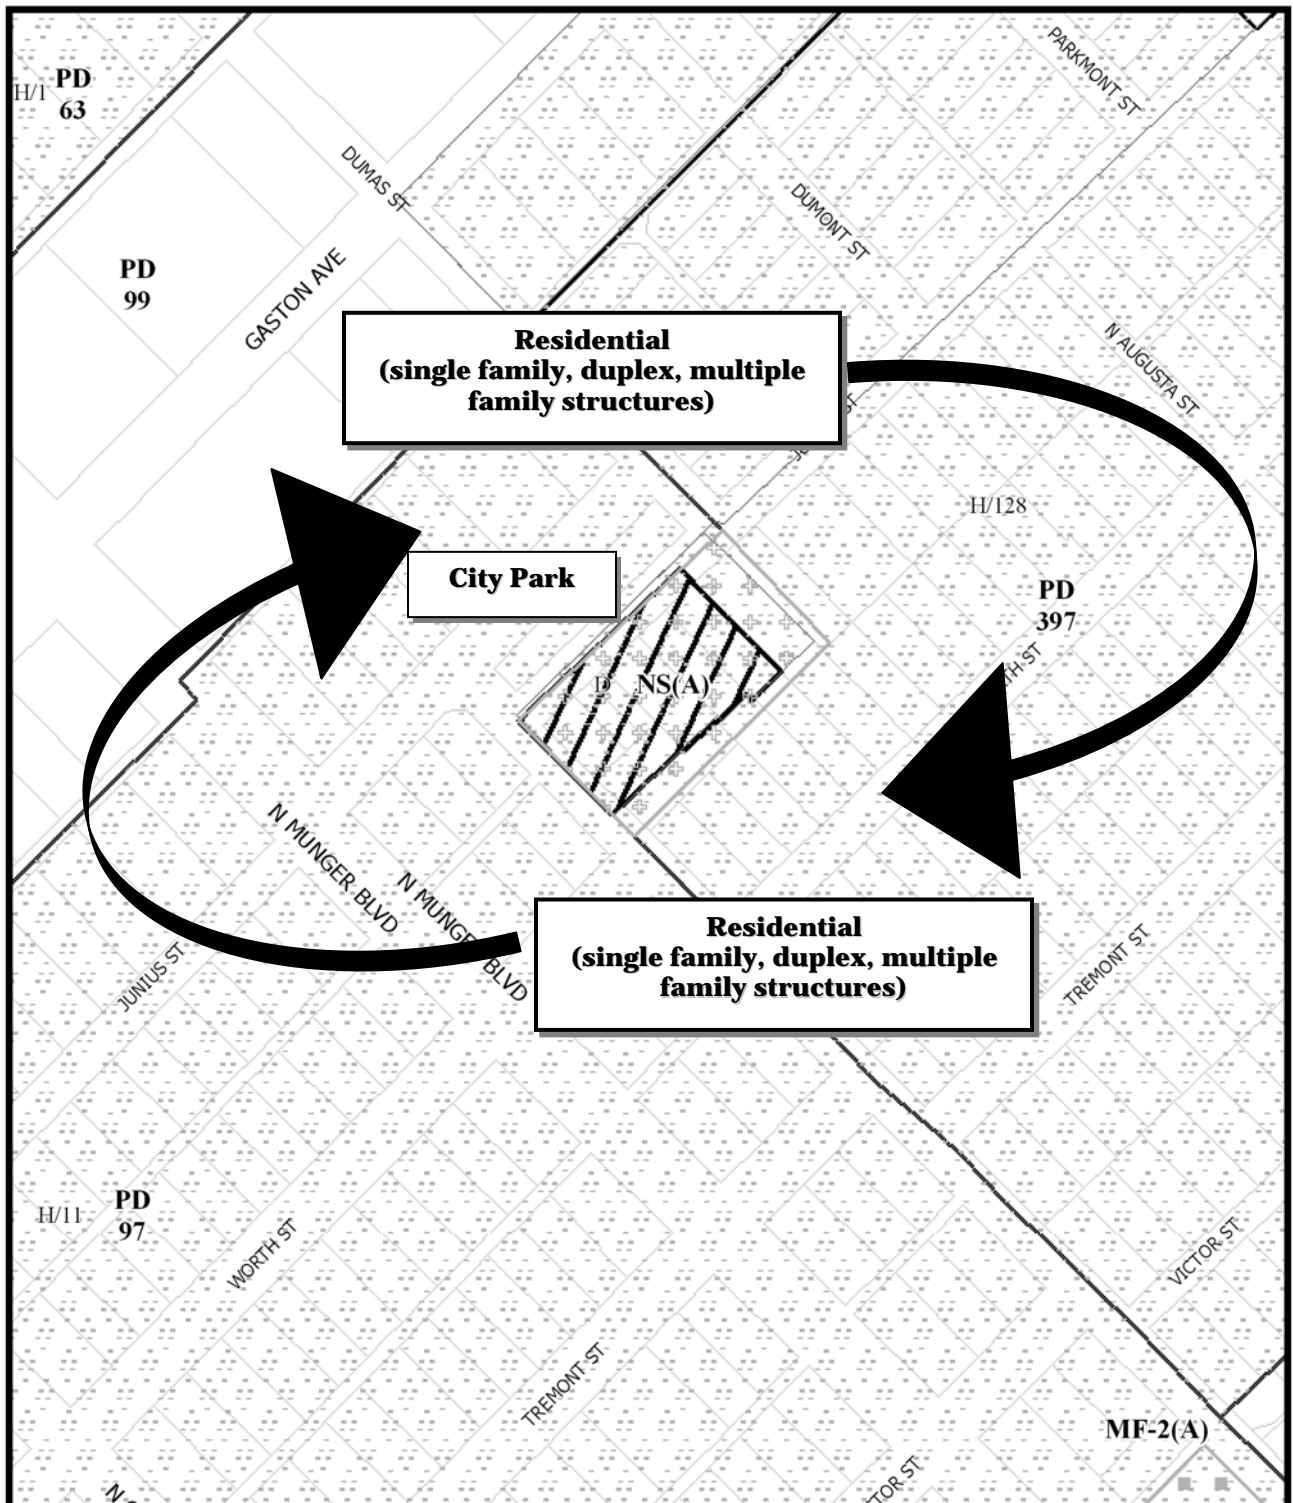 PARKMONT ST
PD
63
H/1
DUMAS ST
DUMONT ST
PD
99
GASTON AVE
Residential
(single family, duplex, multiple
family structures)
N AUGUSTA ST
ST
H/128
City Park
PD
397
D
NS(A)
N MUNGER BLVD
N MUNGER BLVD
JUNIUS ST
Residential
(single family, duplex, multiple
family structures)
TREMONT ST
PD
97
H/11
WORTH ST
VICTOR ST
TREMONT ST
MF-2(A)